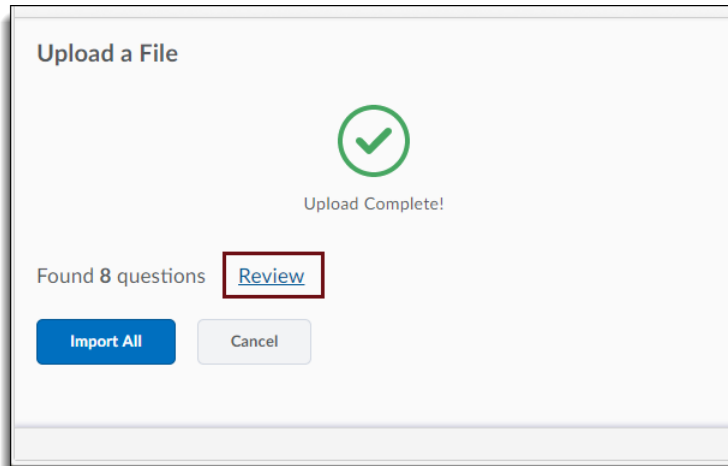 Upload a File
Upload Complete!
Found 8 questions Review
Import All Cancel